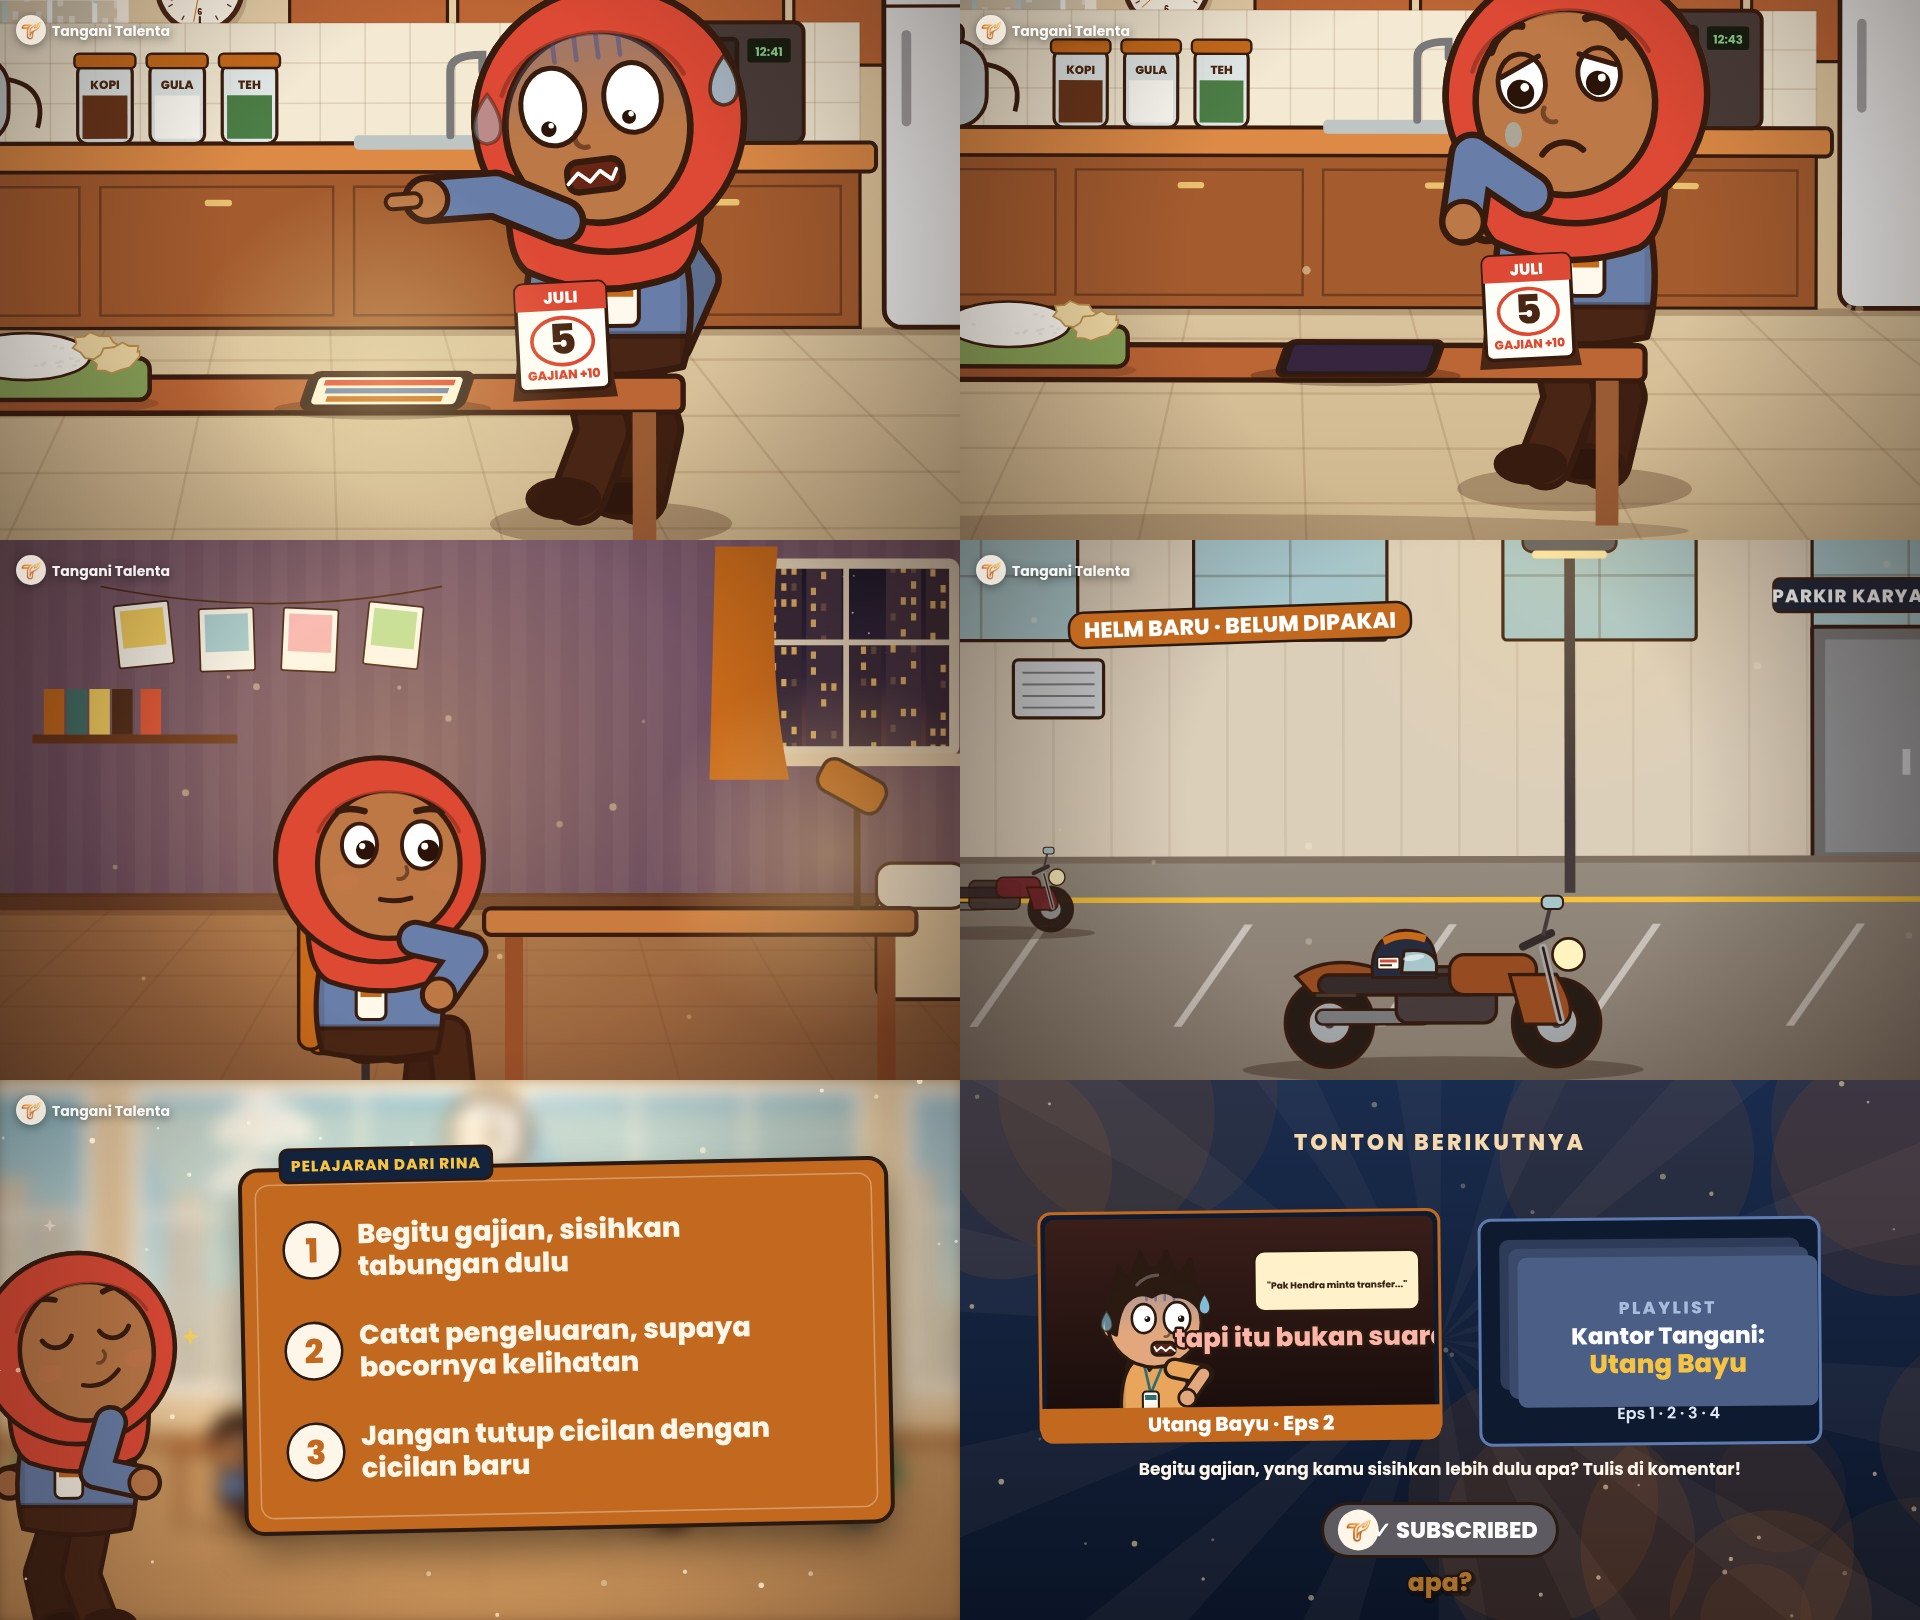 Tangani Talenta
KOPI
GULA
TEH
12:41
JULI
5
GAJIAN +10
Tangani Talenta
KOPI
GULA
TEH
12:43
JULI
5
GAJIAN +10
Tangani Talenta
Tangani Talenta
HELM BARU · BELUM DIPAKAI
PARKIR KARYA
Tangani Talenta
PELAJARAN DARI RINA
1
Begitu gajian, sisihkan
tabungan dulu
2
Catat pengeluaran, supaya
bocornya kelihatan
3
Jangan tutup cicilan dengan
cicilan baru
TONTON BERIKUTNYA
"Pak Hendra minta transfer..."
tapi itu bukan suar
Utang Bayu · Eps 2
PLAYLIST
Kantor Tangani:
Utang Bayu
Eps 1 · 2 · 3 · 4
Begitu gajian, yang kamu sisihkan lebih dulu apa? Tulis di komentar!
✓ SUBSCRIBED
apa?